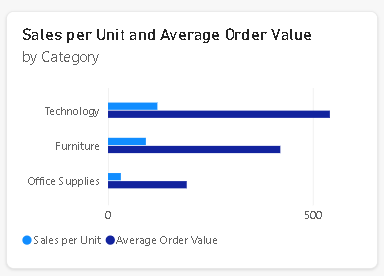 Sales per Unit and Average Order Value
by Category
Technology
Furniture
Office Supplies
0 500
Sales per Unit Average Order Value